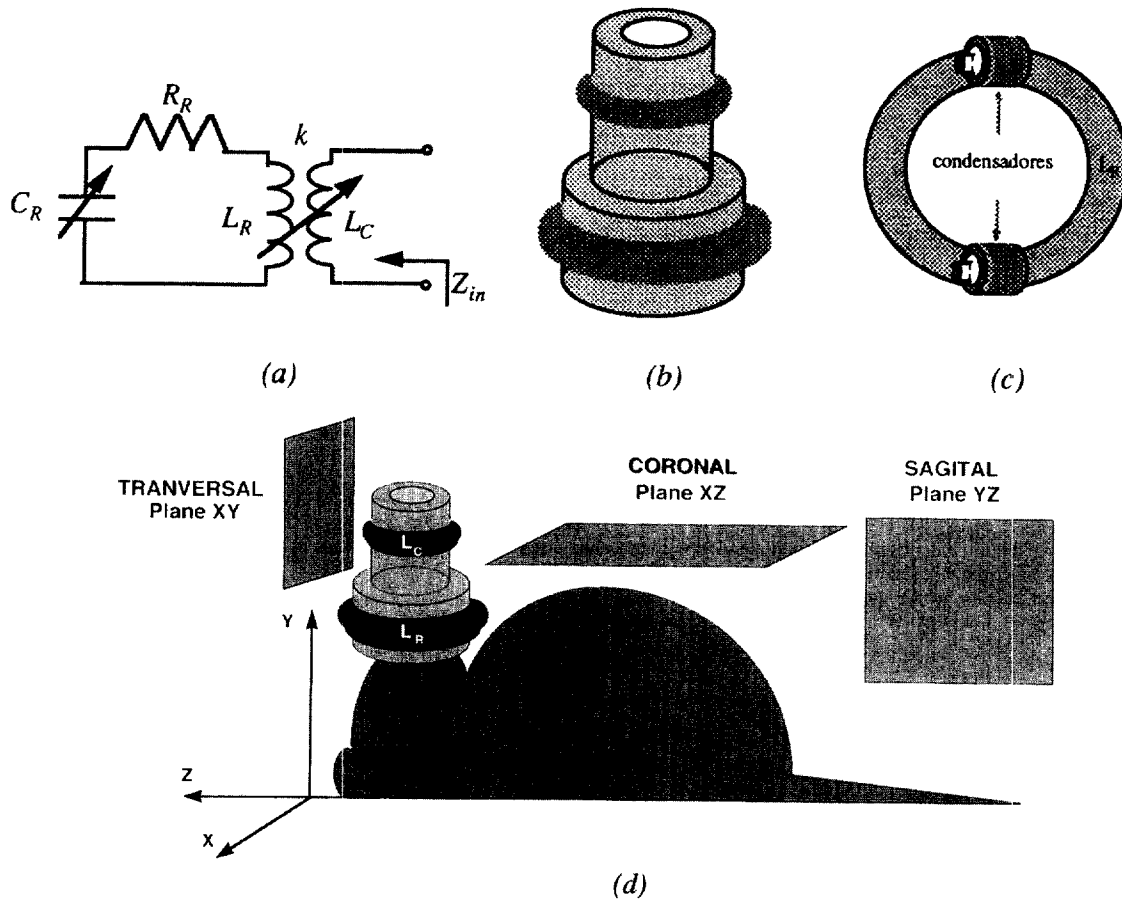 R_R
k
C_R
L_R
L_C
Z_in
condensadores
(a)
(b)
(c)
TRANVERSAL
Plane XY
CORONAL
Plane XZ
SAGITAL
Plane YZ
L_C
L_R
Y
Z
X
(d)